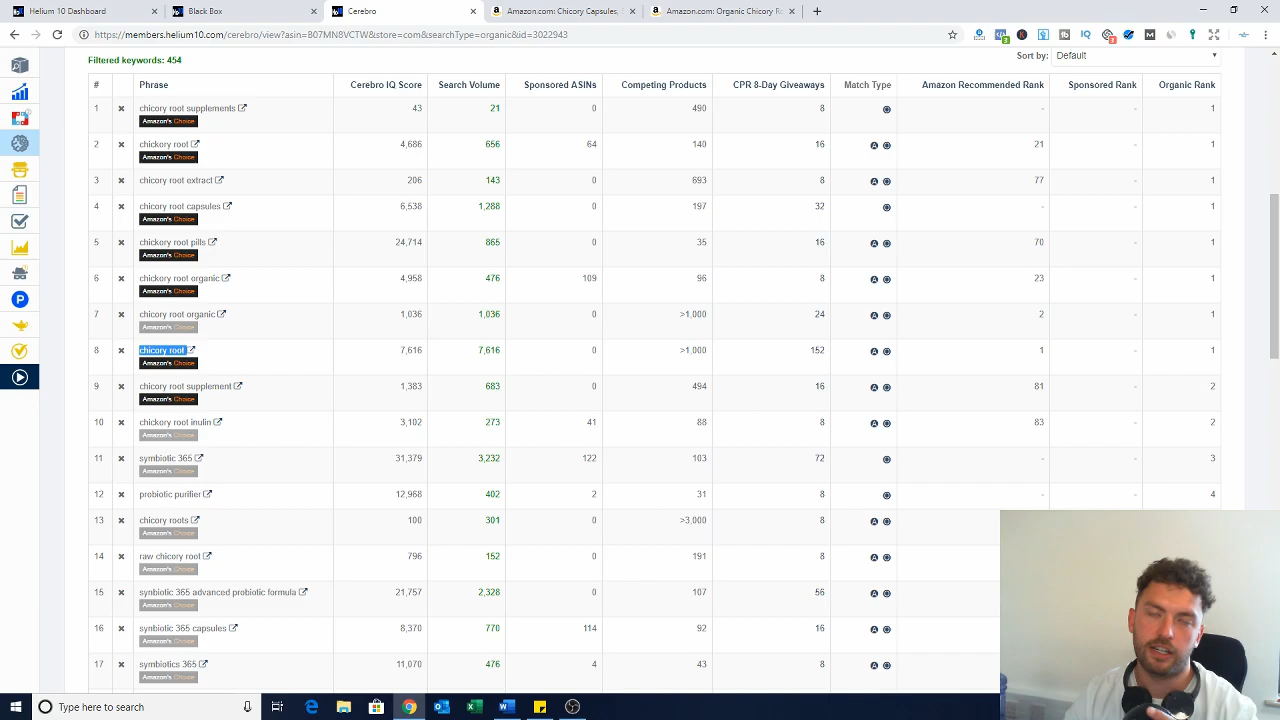 Helium 10 Dashboard × Black Box × Cerebro × Amazon.com: Chicory Capsules, S × Amazon.com: Organic Chicory Ro × +
https://members.helium10.com/cerebro/view?asin=B07MN8VCTW&store=com&searchType=organic&id=3022943
Filtered keywords: 454 Sort by: Default
# Phrase Cerebro IQ Score Search Volume Sponsored ASINs Competing Products CPR 8-Day Giveaways Match Type Amazon Recommended Rank Sponsored Rank Organic Rank
1 chicory root supplements 43 21 0 490 8 - - 1
Amazon's Choice
2 chickory root 4,686 656 64 140 16 21 - 1
Amazon's Choice
3 chicory root extract 206 143 0 693 8 77 - 1
4 chicory root capsules 6,538 1,288 0 197 32 - - 1
Amazon's Choice
5 chickory root pills 24,714 865 0 35 16 70 - 1
Amazon's Choice
6 chickory root organic 4,958 476 109 96 8 23 - 1
Amazon's Choice
7 chicory root organic 1,036 1,036 0 >1,000 24 2 - 1
Amazon's Choice
8 chicory root 7,616 7,616 0 >1,000 152 - 1
Amazon's Choice
9 chicory root supplement 1,383 683 0 494 16 81 - 2
Amazon's Choice
10 chickory root inulin 3,102 273 41 88 8 83 - 2
Amazon's Choice
11 symbiotic 365 31,379 3,232 122 103 72 - - 3
Amazon's Choice
12 probiotic purifier 12,968 402 2 31 8 - - 4
13 chicory roots 100 301 0 >3,000 8
Amazon's Choice
14 raw chicory root 796 152 0 191 8
Amazon's Choice
15 synbiotic 365 advanced probiotic formula 21,757 2,328 0 107 56
Amazon's Choice
16 synbiotic 365 capsules 8,370 770 114 92 16
Amazon's Choice
17 symbiotics 365 11,070 476 4 43 8
Amazon's Choice
Type here to search